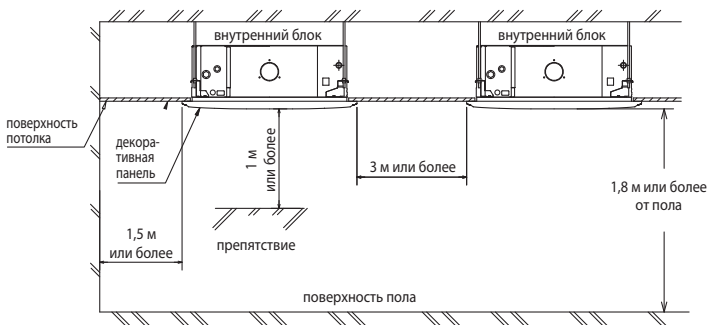 внутренний блок
внутренний блок
поверхность
потолка
декора-
тивная
панель
1 м
или более
3 м или более
1,8 м или более
от пола
1,5 м
или более
препятствие
поверхность пола